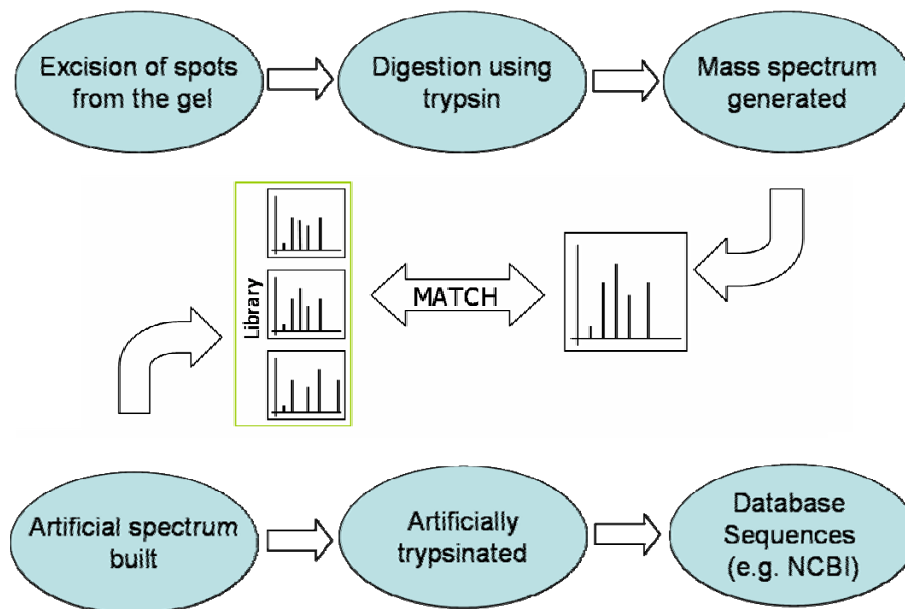 Excision of spots
from the gel
Digestion using
trypsin
Mass spectrum
generated
Library
MATCH
Artificial spectrum
built
Artificially
trypsinated
Database
Sequences
(e.g. NCBI)